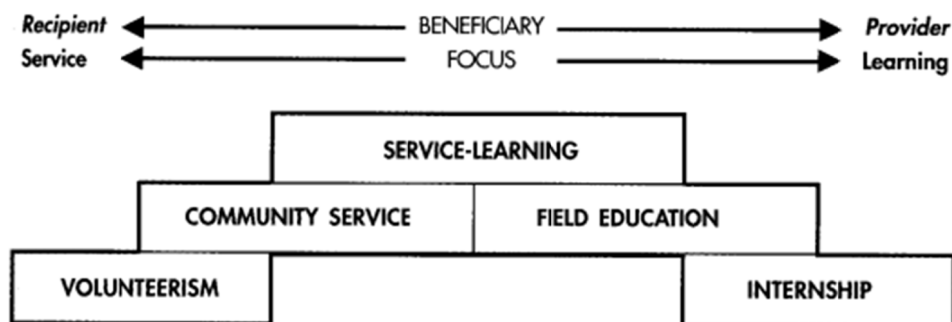 Recipient BENEFICIARY Provider
Service FOCUS Learning
SERVICE-LEARNING
COMMUNITY SERVICE FIELD EDUCATION
VOLUNTEERISM INTERNSHIP